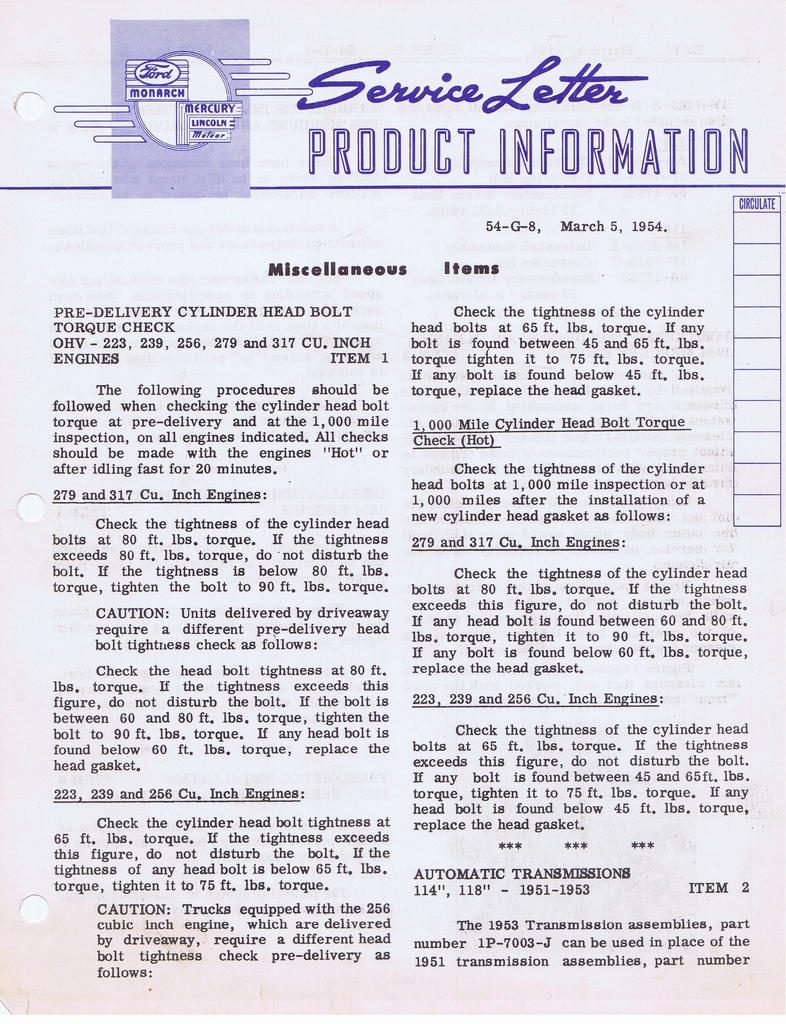 Ford
MONARCH
MERCURY
LINCOLN
Meteor
Service Letter
PRODUCT INFORMATION
CIRCULATE
54-G-8, March 5, 1954.
Miscellaneous Items
PRE-DELIVERY CYLINDER HEAD BOLT
TORQUE CHECK
OHV - 223, 239, 256, 279 and 317 CU. INCH
ENGINES ITEM 1
The following procedures should be
followed when checking the cylinder head bolt
torque at pre-delivery and at the 1,000 mile
inspection, on all engines indicated. All checks
should be made with the engines "Hot" or
after idling fast for 20 minutes.
279 and 317 Cu. Inch Engines:
Check the tightness of the cylinder head
bolts at 80 ft. lbs. torque. If the tightness
exceeds 80 ft. lbs. torque, do not disturb the
bolt. If the tightness is below 80 ft. lbs.
torque, tighten the bolt to 90 ft. lbs. torque.
CAUTION: Units delivered by driveaway
require a different pre-delivery head
bolt tightness check as follows:
Check the head bolt tightness at 80 ft.
lbs. torque. If the tightness exceeds this
figure, do not disturb the bolt. If the bolt is
between 60 and 80 ft. lbs. torque, tighten the
bolt to 90 ft. lbs. torque. If any head bolt is
found below 60 ft. lbs. torque, replace the
head gasket.
223, 239 and 256 Cu. Inch Engines:
Check the cylinder head bolt tightness at
65 ft. lbs. torque. If the tightness exceeds
this figure, do not disturb the bolt. If the
tightness of any head bolt is below 65 ft. lbs.
torque, tighten it to 75 ft. lbs. torque.
CAUTION: Trucks equipped with the 256
cubic inch engine, which are delivered
by driveaway, require a different head
bolt tightness check pre-delivery as
follows:
Check the tightness of the cylinder
head bolts at 65 ft. lbs. torque. If any
bolt is found between 45 and 65 ft. lbs.
torque tighten it to 75 ft. lbs. torque.
If any bolt is found below 45 ft. lbs.
torque, replace the head gasket.
1,000 Mile Cylinder Head Bolt Torque
Check (Hot)
Check the tightness of the cylinder
head bolts at 1,000 mile inspection or at
1,000 miles after the installation of a
new cylinder head gasket as follows:
279 and 317 Cu. Inch Engines:
Check the tightness of the cylinder head
bolts at 80 ft. lbs. torque. If the tightness
exceeds this figure, do not disturb the bolt.
If any head bolt is found between 60 and 80 ft.
lbs. torque, tighten it to 90 ft. lbs. torque.
If any bolt is found below 60 ft. lbs. torque,
replace the head gasket.
223, 239 and 256 Cu. Inch Engines:
Check the tightness of the cylinder head
bolts at 65 ft. lbs. torque. If the tightness
exceeds this figure, do not disturb the bolt.
If any bolt is found between 45 and 65 ft. lbs.
torque, tighten it to 75 ft. lbs. torque. If any
head bolt is found below 45 ft. lbs. torque,
replace the head gasket.
*** *** ***
AUTOMATIC TRANSMISSIONS
114", 118" - 1951-1953 ITEM 2
The 1953 Transmission assemblies, part
number 1P-7003-J can be used in place of the
1951 transmission assemblies, part number